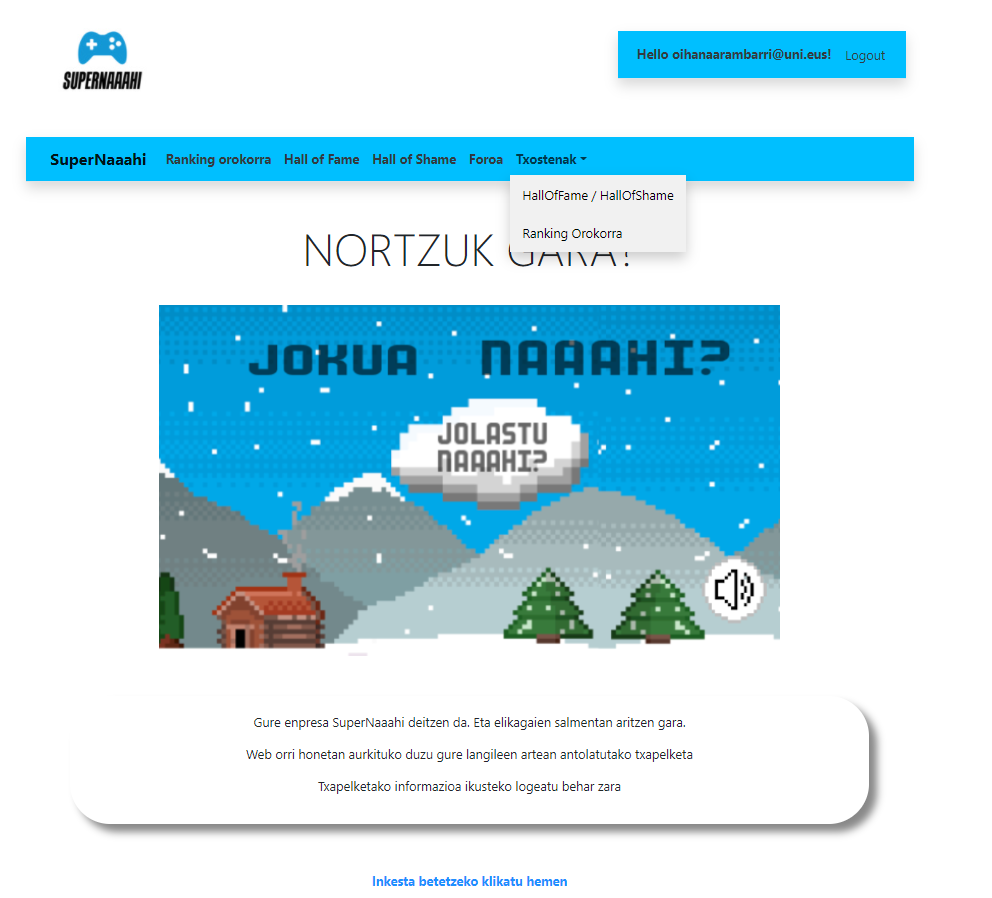 SUPERNAAAHI
Hello oihanaarambarri@uni.eus! Logout
SuperNaaahi Ranking orokorra Hall of Fame Hall of Shame Foroa Txostenak
HallOfFame / HallOfShame
Ranking Orokorra
NORTZUK GARA?
JOKUA NAAAHI?
JOLASTU
NAAAHI?
Gure enpresa SuperNaaahi deitzen da. Eta elikagaien salmentan aritzen gara.
Web orri honetan aurkituko duzu gure langileen artean antolatutako txapelketa
Txapelketako informazioa ikusteko logeatu behar zara
Inkesta betetzeko klikatu hemen